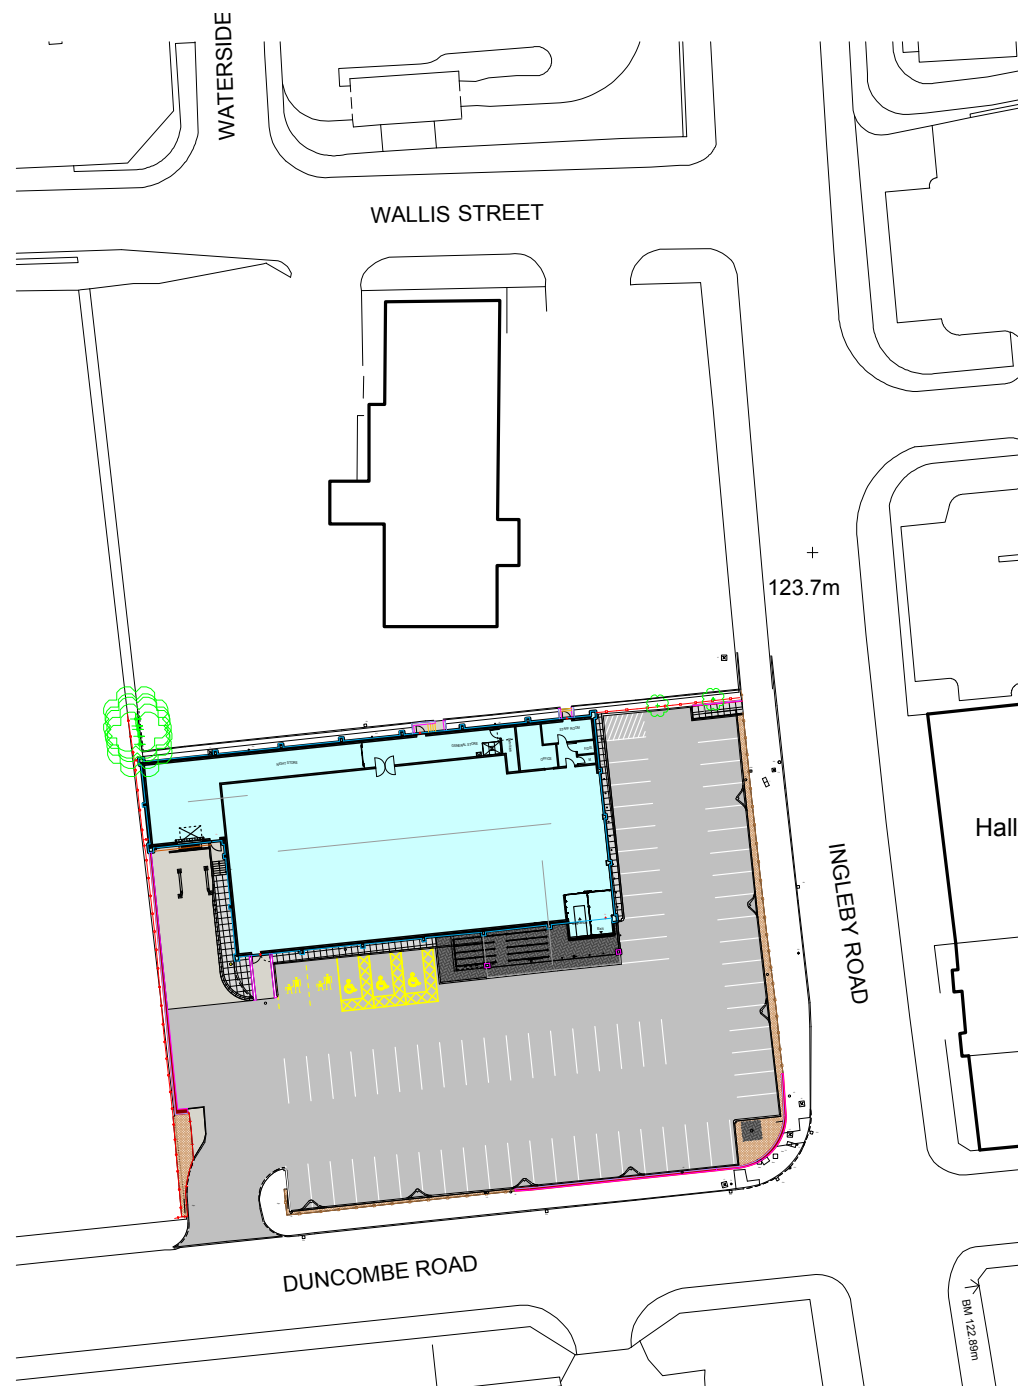 WATERSIDE
WALLIS STREET
123.7m
Hall
INGLEBY ROAD
DUNCOMBE ROAD
BM 122.89m